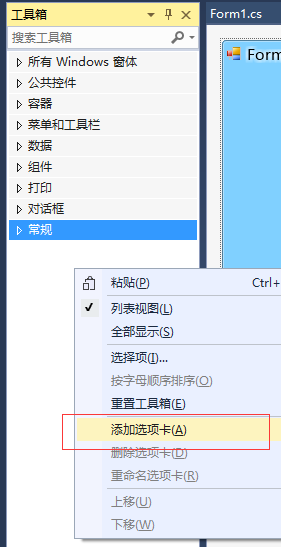 工具箱
Form1.cs
搜索工具箱
Form
所有 Windows 窗体
公共控件
容器
菜单和工具栏
数据
组件
打印
对话框
常规
粘贴(P) Ctrl+
列表视图(L)
全部显示(S)
选择项(I)...
按字母顺序排序(O)
重置工具箱(E)
添加选项卡(A)
删除选项卡(D)
重命名选项卡(R)
上移(U)
下移(W)